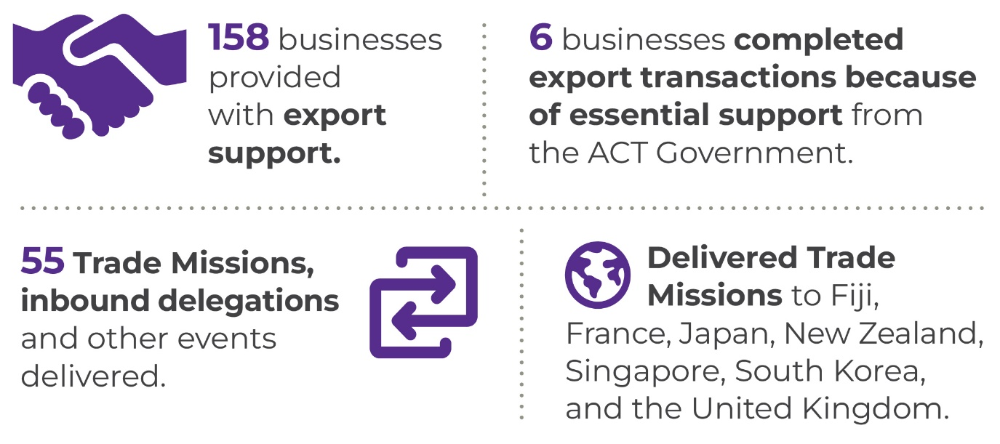 158 businesses
provided
with export
support.
6 businesses completed
export transactions because
of essential support from
the ACT Government.
55 Trade Missions,
inbound delegations
and other events
delivered.
Delivered Trade
Missions to Fiji,
France, Japan, New Zealand,
Singapore, South Korea,
and the United Kingdom.